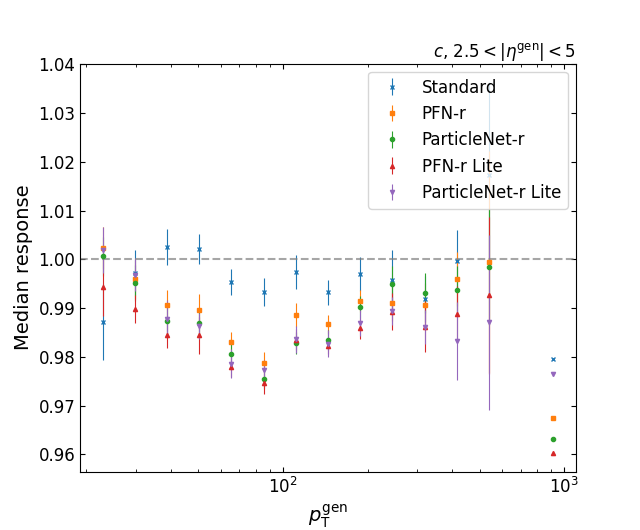 c, 2.5 < |η^gen| < 5
1.04
1.03
1.02
1.01
1.00
0.99
0.98
0.97
0.96
Median response
Standard
PFN-r
ParticleNet-r
PFN-r Lite
ParticleNet-r Lite
10^2
10^3
p_T^gen